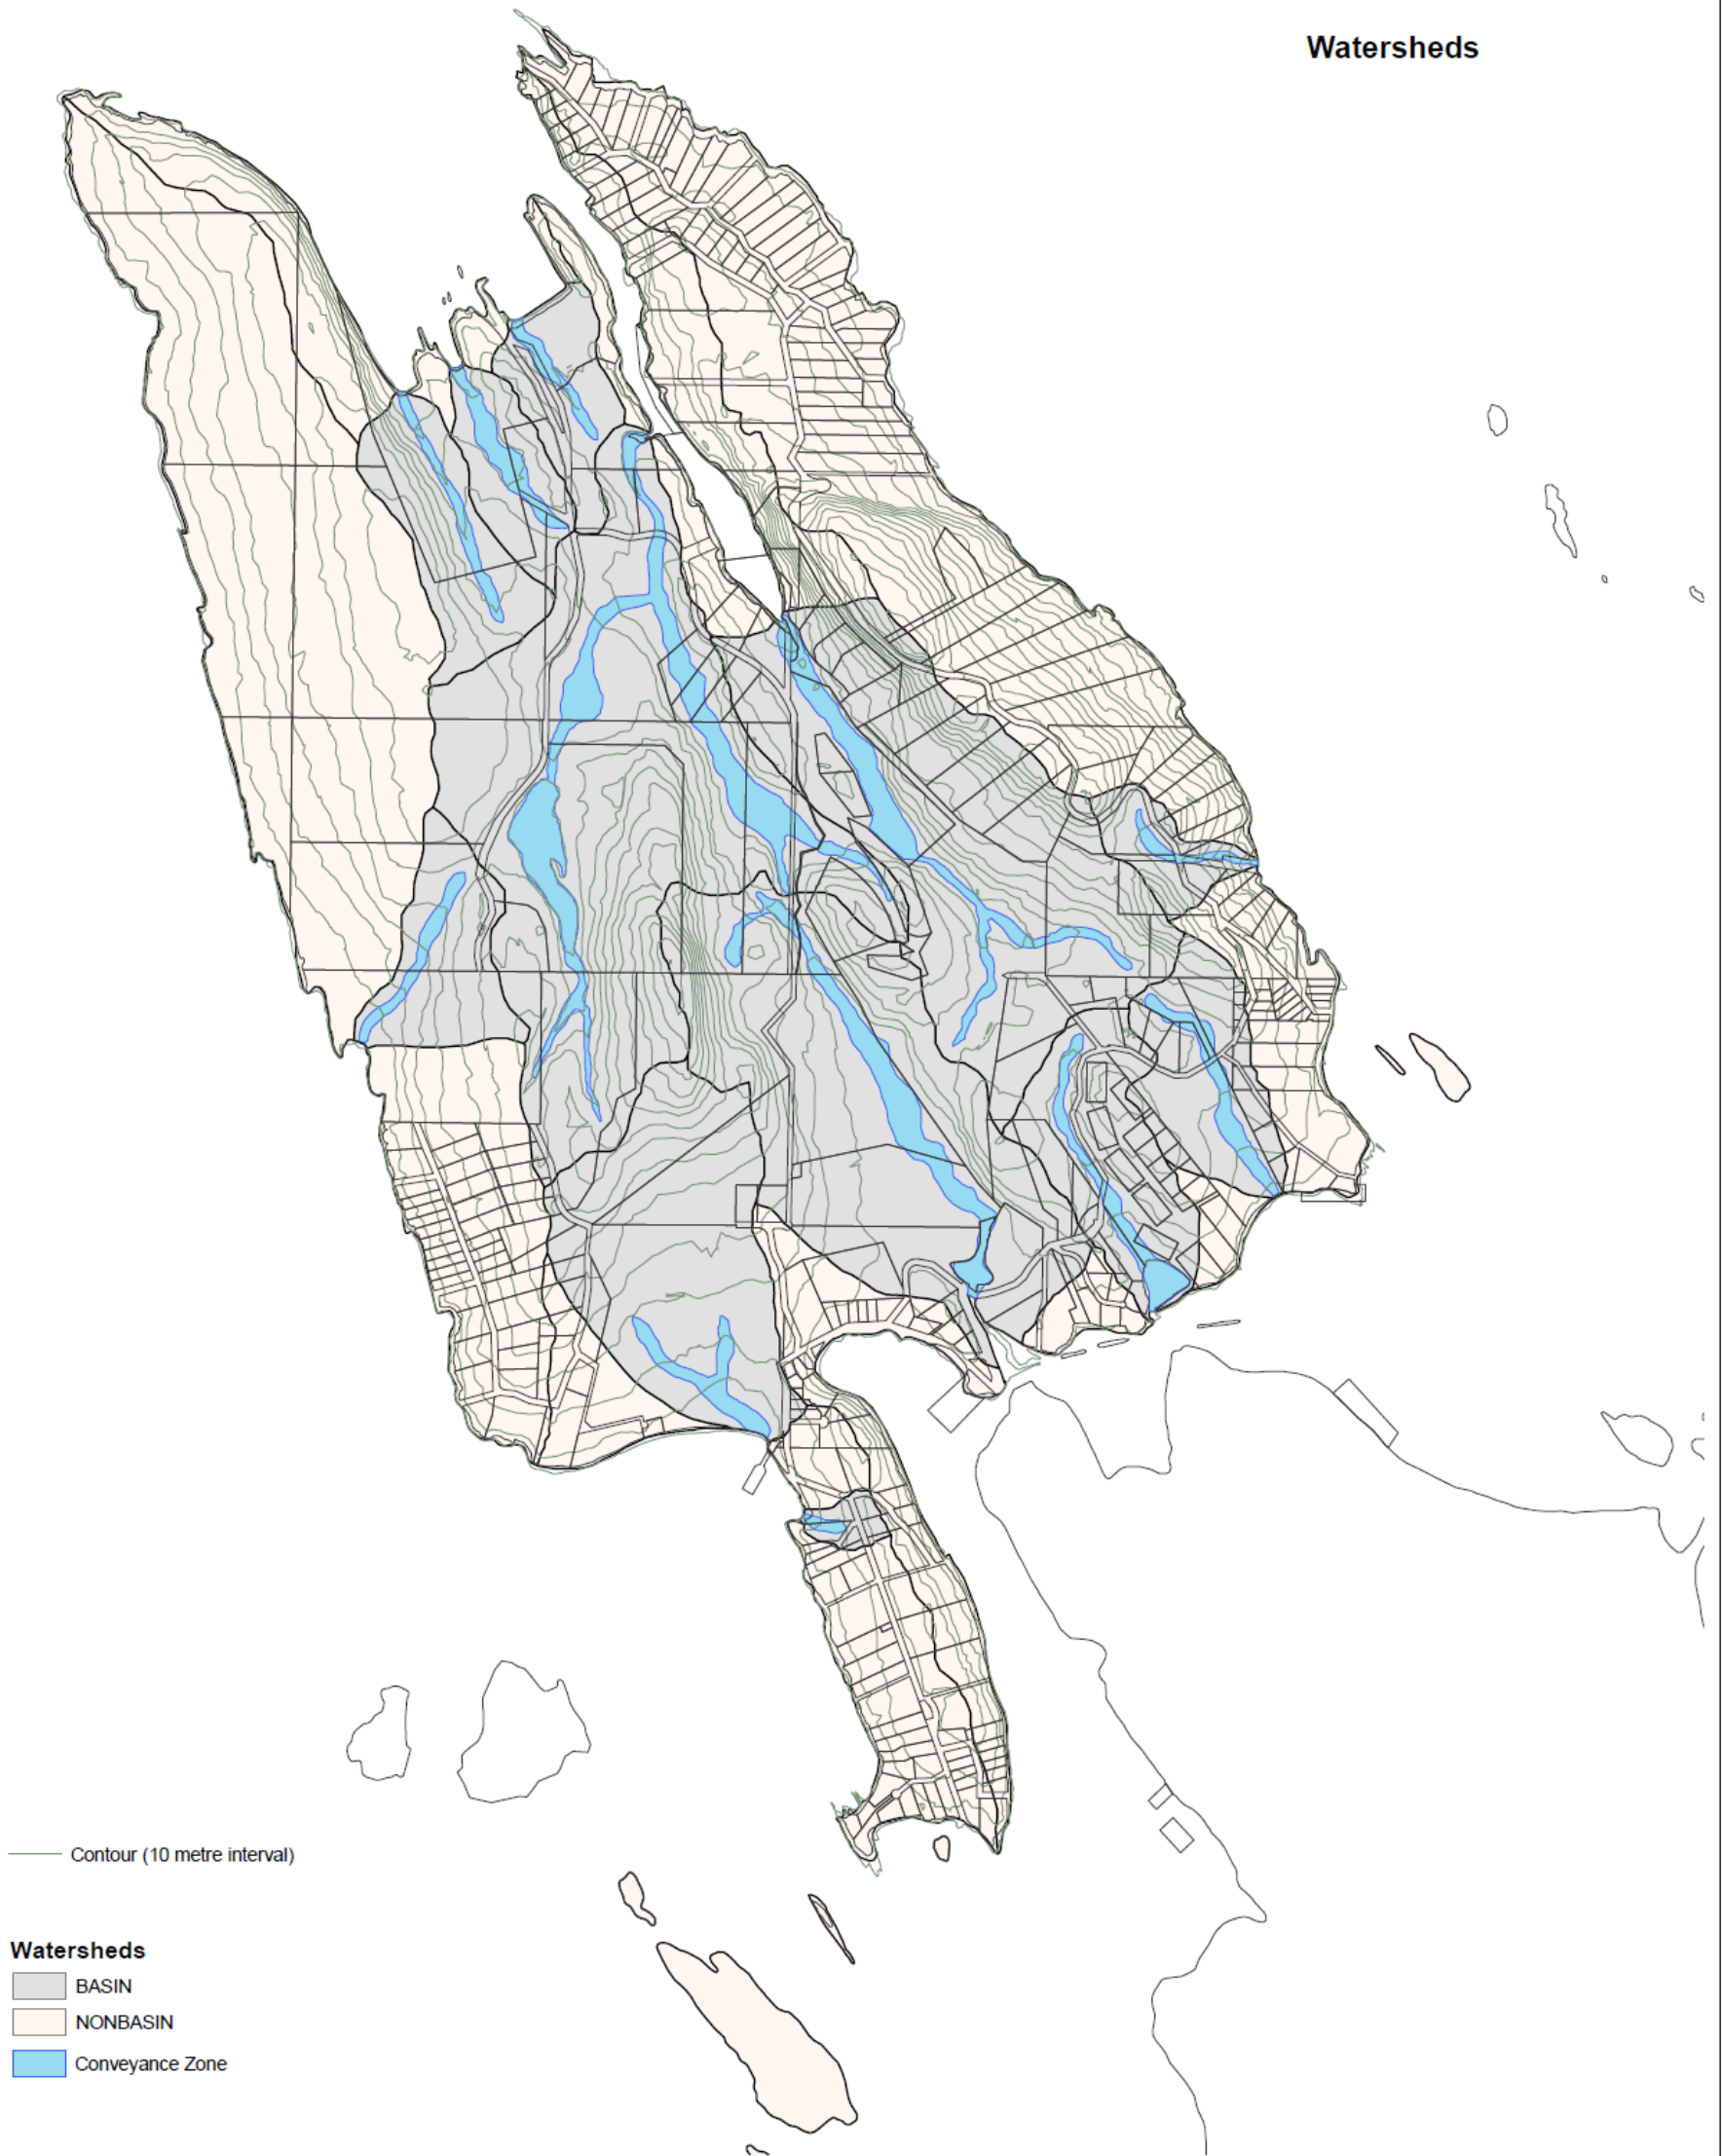 Watersheds
Contour (10 metre interval)
Watersheds
BASIN
NONBASIN
Conveyance Zone